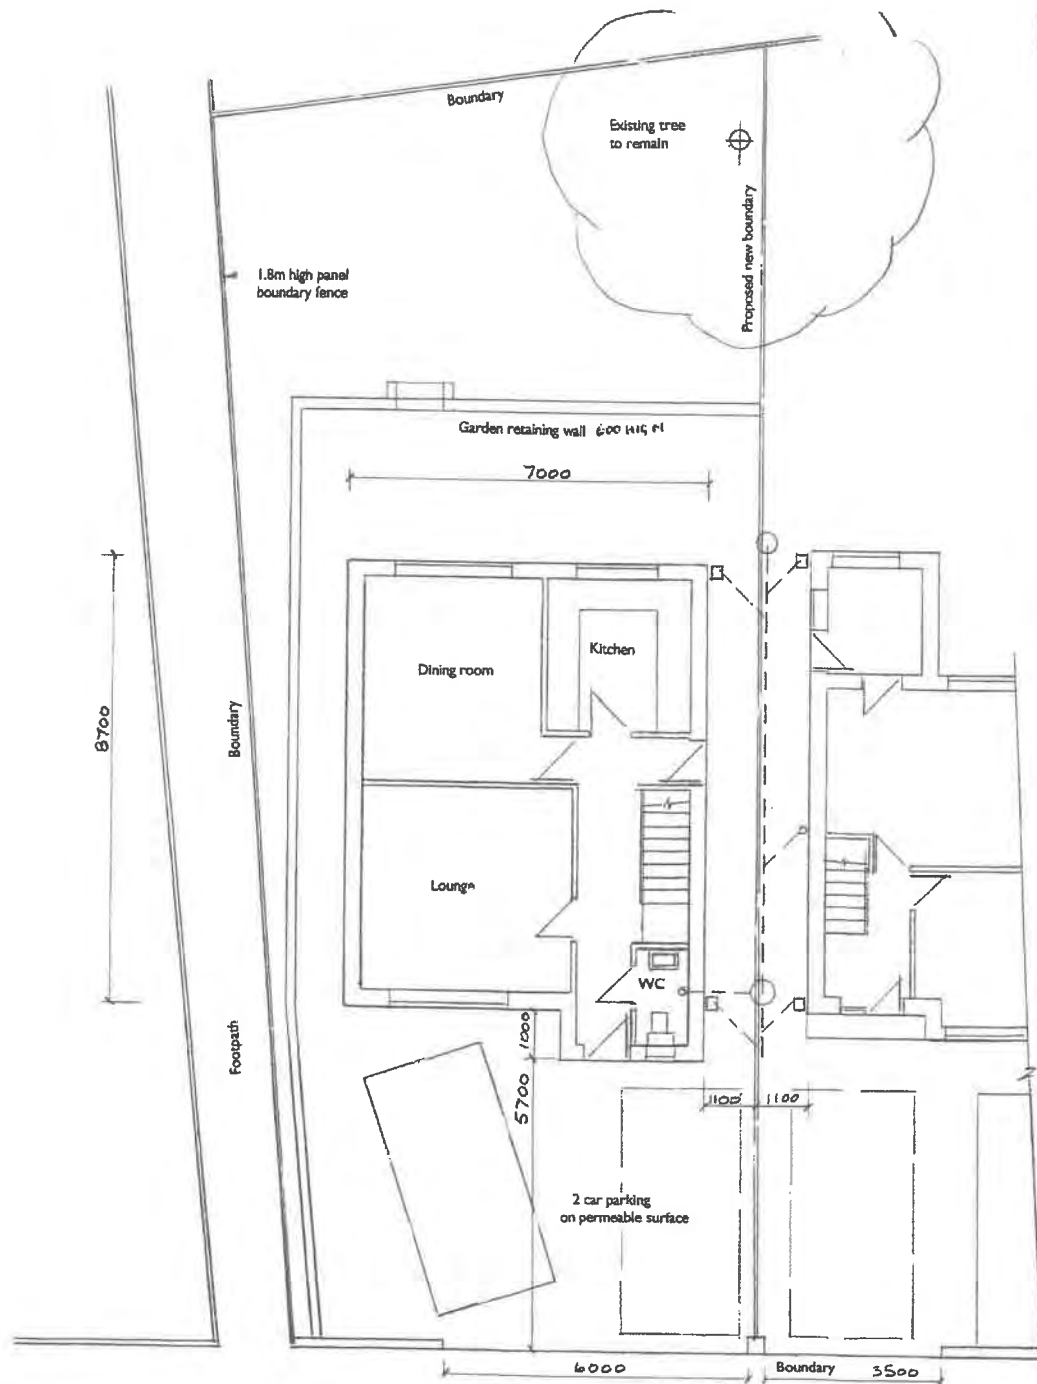 Boundary
Existing tree
to remain
Proposed new boundary
1.8m high panel
boundary fence
Garden retaining wall 600 HIGH
7000
8700
Boundary
Dining room
Kitchen
Lounge
WC
Footpath
1000
5700
1100
1100
2 car parking
on permeable surface
6000
Boundary
3500